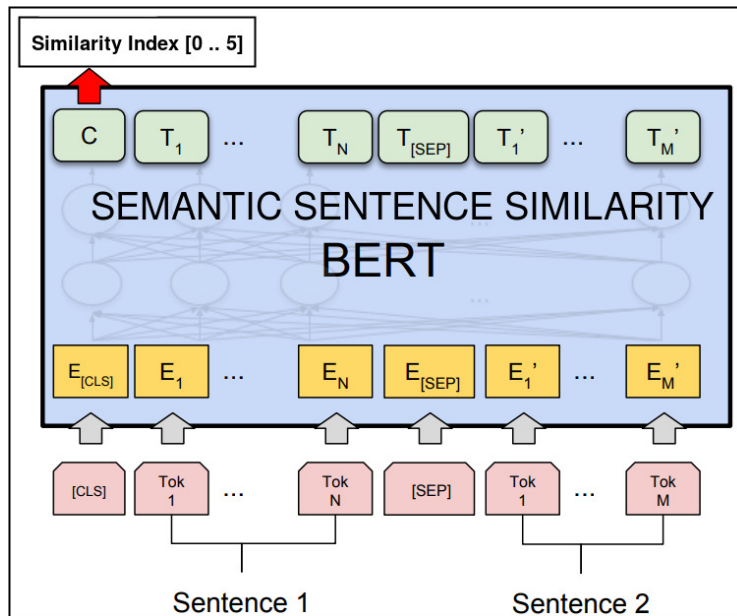 Similarity Index [0 .. 5]
C T1 ... TN T[SEP] T1' ... TM'
SEMANTIC SENTENCE SIMILARITY
BERT
...
...
E[CLS] E1 ... EN E[SEP] E1' ... EM'
[CLS] Tok 1 ... Tok N [SEP] Tok 1 ... Tok M
Sentence 1 Sentence 2